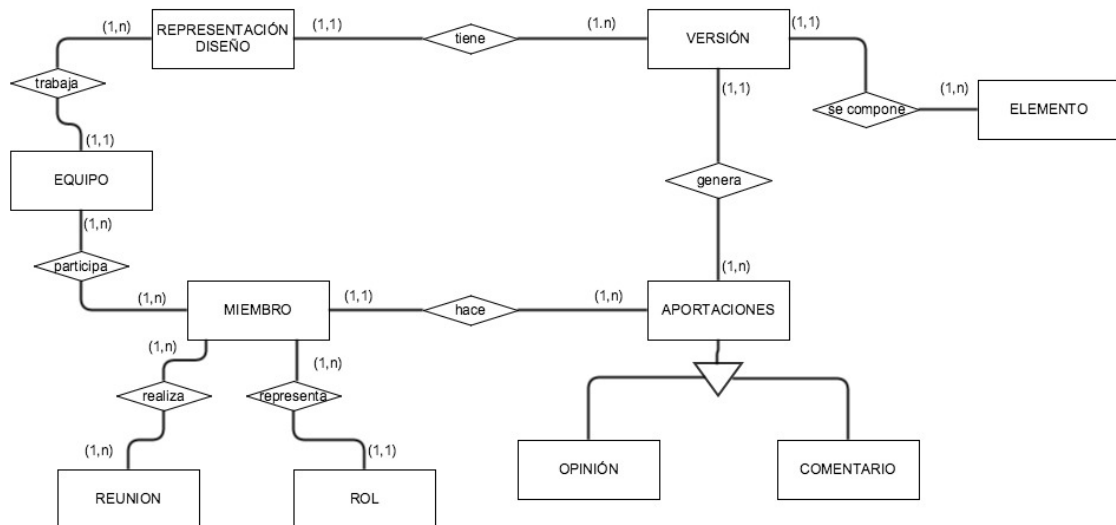 (1,n)
REPRESENTACIÓN
DISEÑO
(1,1)
tiene
(1.n)
VERSIÓN
(1,1)
trabaja
(1,1)
(1,n)
se compone
ELEMENTO
(1,1)
EQUIPO
genera
(1,n)
participa
(1,n)
(1,n)
MIEMBRO
(1,1)
hace
(1,n)
APORTACIONES
(1,n)
(1,n)
realiza
representa
(1,n)
(1,1)
OPINIÓN
COMENTARIO
REUNION
ROL